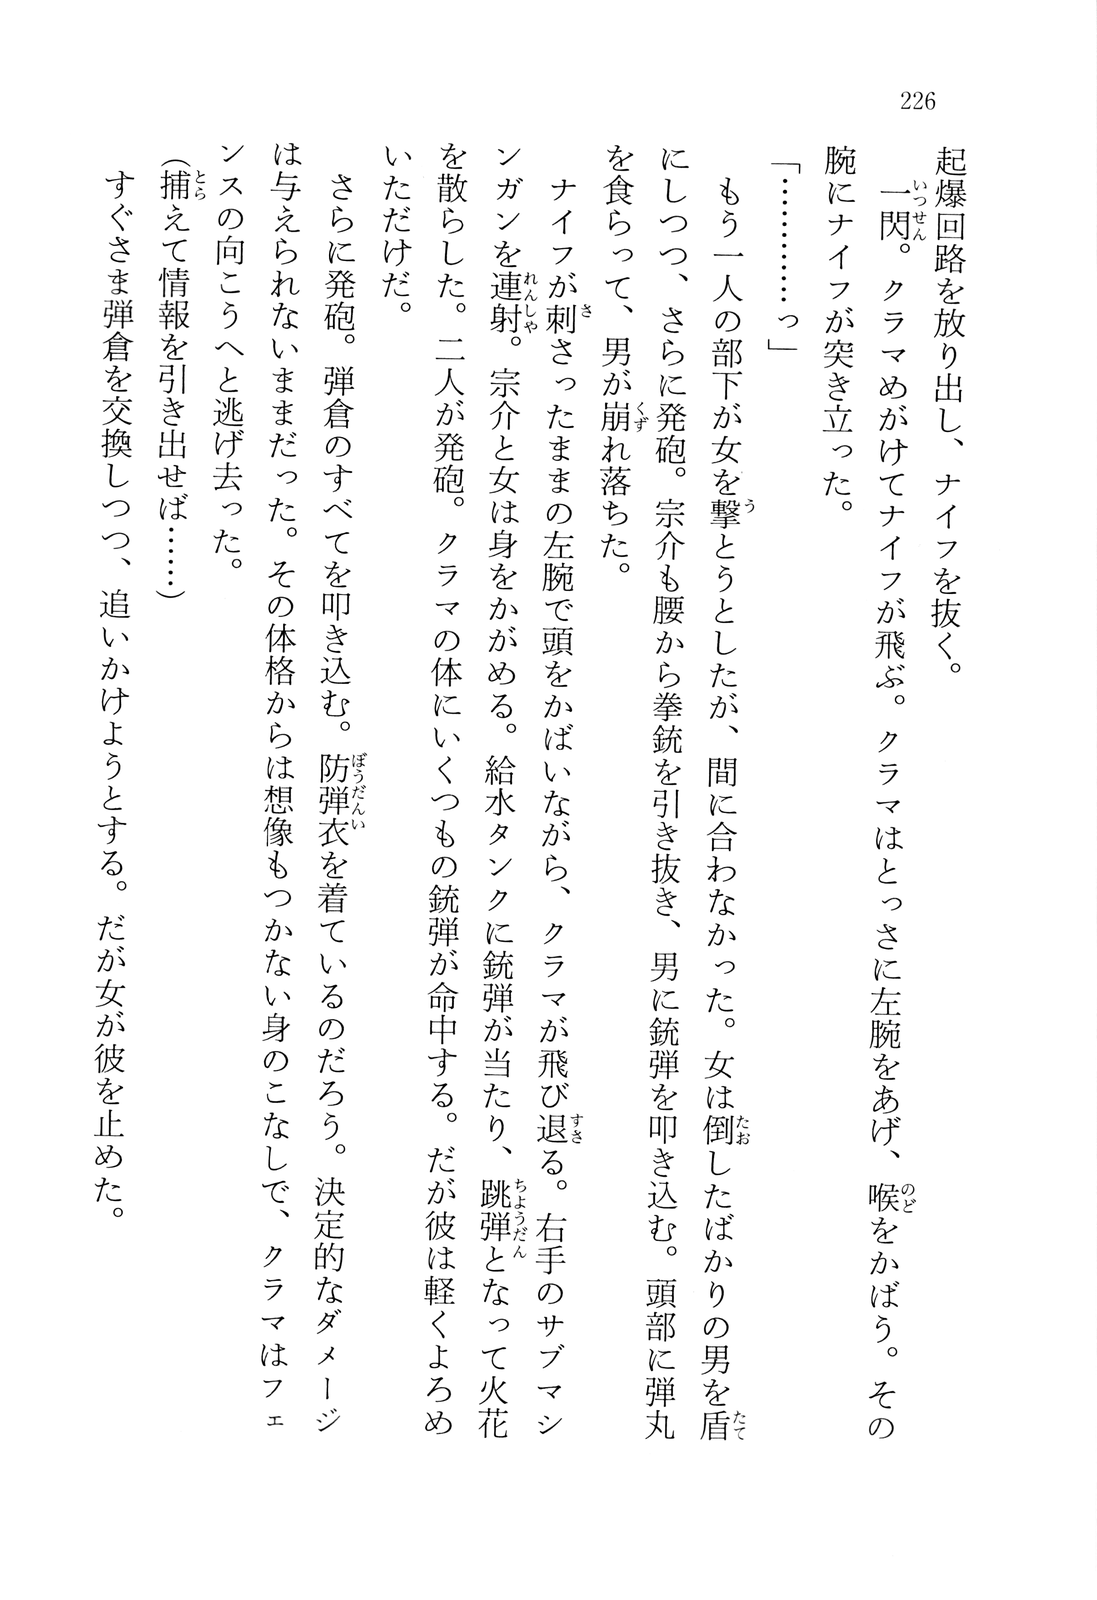 226
起爆回路を放り出し、ナイフを抜く。
一閃。クラマめがけてナイフが飛ぶ。クラマはとっさに左腕をあげ、喉をかばう。その
腕にナイフが突き立った。
「…………っ」
もう一人の部下が女を撃とうとしたが、間に合わなかった。女は倒したばかりの男を盾
にしつつ、さらに発砲。宗介も腰から拳銃を引き抜き、男に銃弾を叩き込む。頭部に弾丸
を食らって、男が崩れ落ちた。
ナイフが刺さったままの左腕で頭をかばいながら、クラマが飛び退る。右手のサブマシ
ンガンを連射。宗介と女は身をかがめる。給水タンクに銃弾が当たり、跳弾となって火花
を散らした。二人が発砲。クラマの体にいくつもの銃弾が命中する。だが彼は軽くよろめ
いただけだ。
さらに発砲。弾倉のすべてを叩き込む。防弾衣を着ているのだろう。決定的なダメージ
は与えられないままだった。その体格からは想像もつかない身のこなしで、クラマはフェ
ンスの向こうへと逃げ去った。
（捕えて情報を引き出せば……）
すぐさま弾倉を交換しつつ、追いかけようとする。だが女が彼を止めた。